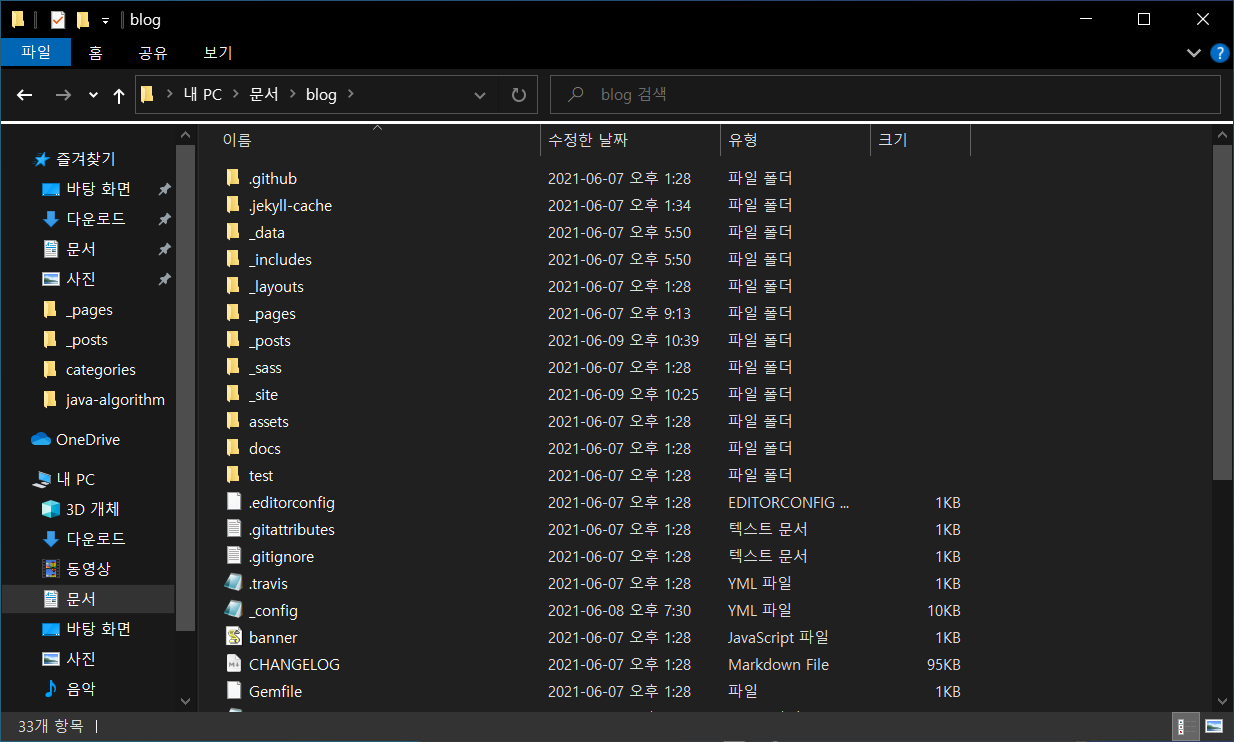 blog
파일 홈 공유 보기 ?
내 PC 문서 blog
blog 검색
즐겨찾기
바탕 화면
다운로드
문서
사진
_pages
_posts
categories
java-algorithm
OneDrive
내 PC
3D 개체
다운로드
동영상
문서
바탕 화면
사진
음악
이름 수정한 날짜 유형 크기
.github 2021-06-07 오후 1:28 파일 폴더
.jekyll-cache 2021-06-07 오후 1:34 파일 폴더
_data 2021-06-07 오후 5:50 파일 폴더
_includes 2021-06-07 오후 5:50 파일 폴더
_layouts 2021-06-07 오후 1:28 파일 폴더
_pages 2021-06-07 오후 9:13 파일 폴더
_posts 2021-06-09 오후 10:39 파일 폴더
_sass 2021-06-07 오후 1:28 파일 폴더
_site 2021-06-09 오후 10:25 파일 폴더
assets 2021-06-07 오후 1:28 파일 폴더
docs 2021-06-07 오후 1:28 파일 폴더
test 2021-06-07 오후 1:28 파일 폴더
.editorconfig 2021-06-07 오후 1:28 EDITORCONFIG ... 1KB
.gitattributes 2021-06-07 오후 1:28 텍스트 문서 1KB
.gitignore 2021-06-07 오후 1:28 텍스트 문서 1KB
.travis 2021-06-07 오후 1:28 YML 파일 1KB
_config 2021-06-08 오후 7:30 YML 파일 10KB
banner 2021-06-07 오후 1:28 JavaScript 파일 1KB
CHANGELOG 2021-06-07 오후 1:28 Markdown File 95KB
Gemfile 2021-06-07 오후 1:28 파일 1KB
33개 항목